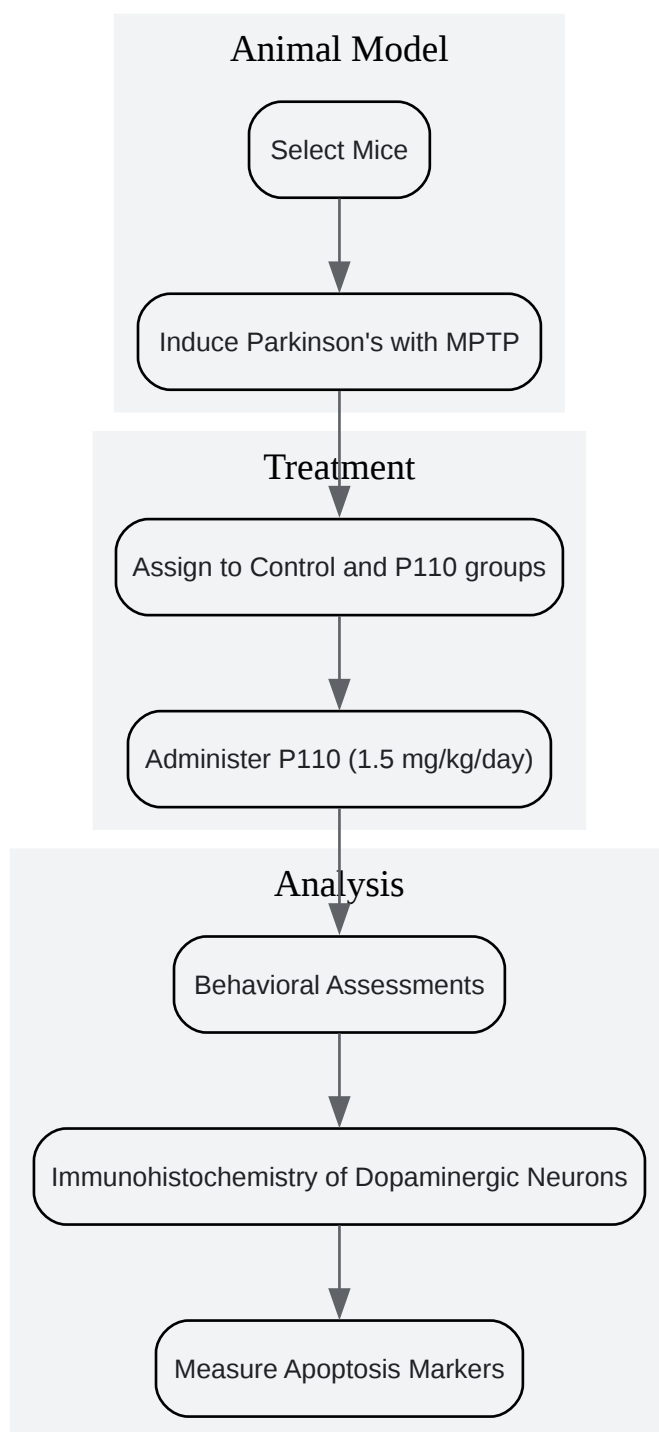 Animal Model
Select Mice
Induce Parkinson's with MPTP
Treatment
Assign to Control and P110 groups
Administer P110 (1.5 mg/kg/day)
Analysis
Behavioral Assessments
Immunohistochemistry of Dopaminergic Neurons
Measure Apoptosis Markers